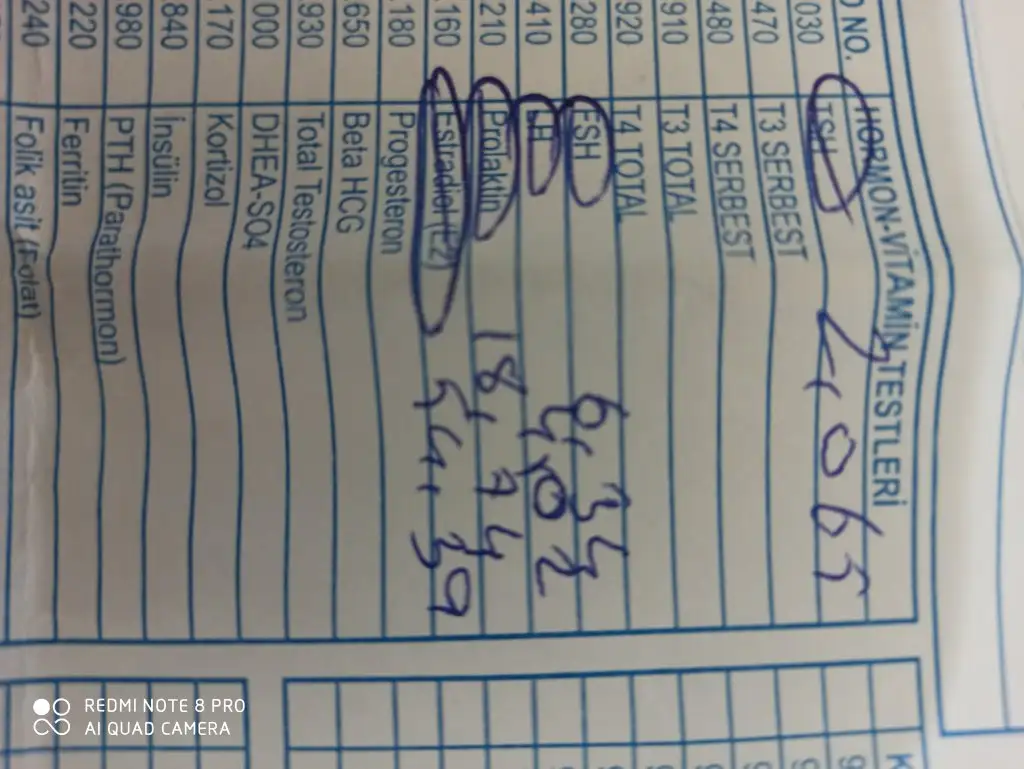 NO. HORMON-VİTAMİN TESTLERİ
030 TSH
470 T3 SERBEST
480 T4 SERBEST
910 T3 TOTAL
920 T4 TOTAL
280 FSH 6,34
410 LH 4,02
210 Prolaktin 18,74
160 Estradiol (E2) 54,39
180 Progesteron
650 Beta HCG
930 Total Testosteron
000 DHEA-SO4
170 Kortizol
840 İnsülin
980 PTH (Parathormon)
220 Ferritin
240 Folik asit (Folat)
REDMI NOTE 8 PRO
AI QUAD CAMERA